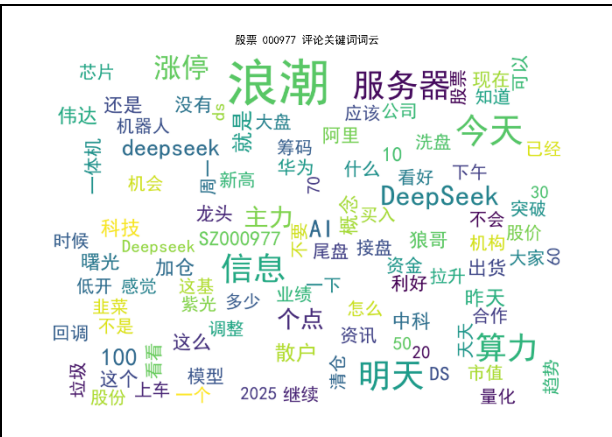 股票 000977 评论关键词词云
芯片
涨停
浪潮
服务器
股票
现在
可以
知道
伟达
还是
没有
ds
就是
大盘
应该
公司
今天
机器人
阿里
洗盘
已经
一体机
deepseek
筹码
华为
什么
10
看好
下午
机会
周一
新高
70
DeepSeek
30
突破
龙头
主力
AI
概念
买入
不会
股价
科技
SZ000977
不要
尾盘
接盘
狼哥
机构
大家
60
时候
Deepseek
曙光
加仓
信息
资金
拉升
出货
低开
感觉
这基
业绩
一下
利好
昨天
韭菜
紫光
多少
个点
怎么
中科
合作
不是
调整
资讯
50
天天
算力
回调
100
看看
这么
散户
20
趋势
垃圾
这个
模型
清仓
明天
DS
市值
股份
上车
一个
2025
继续
量化